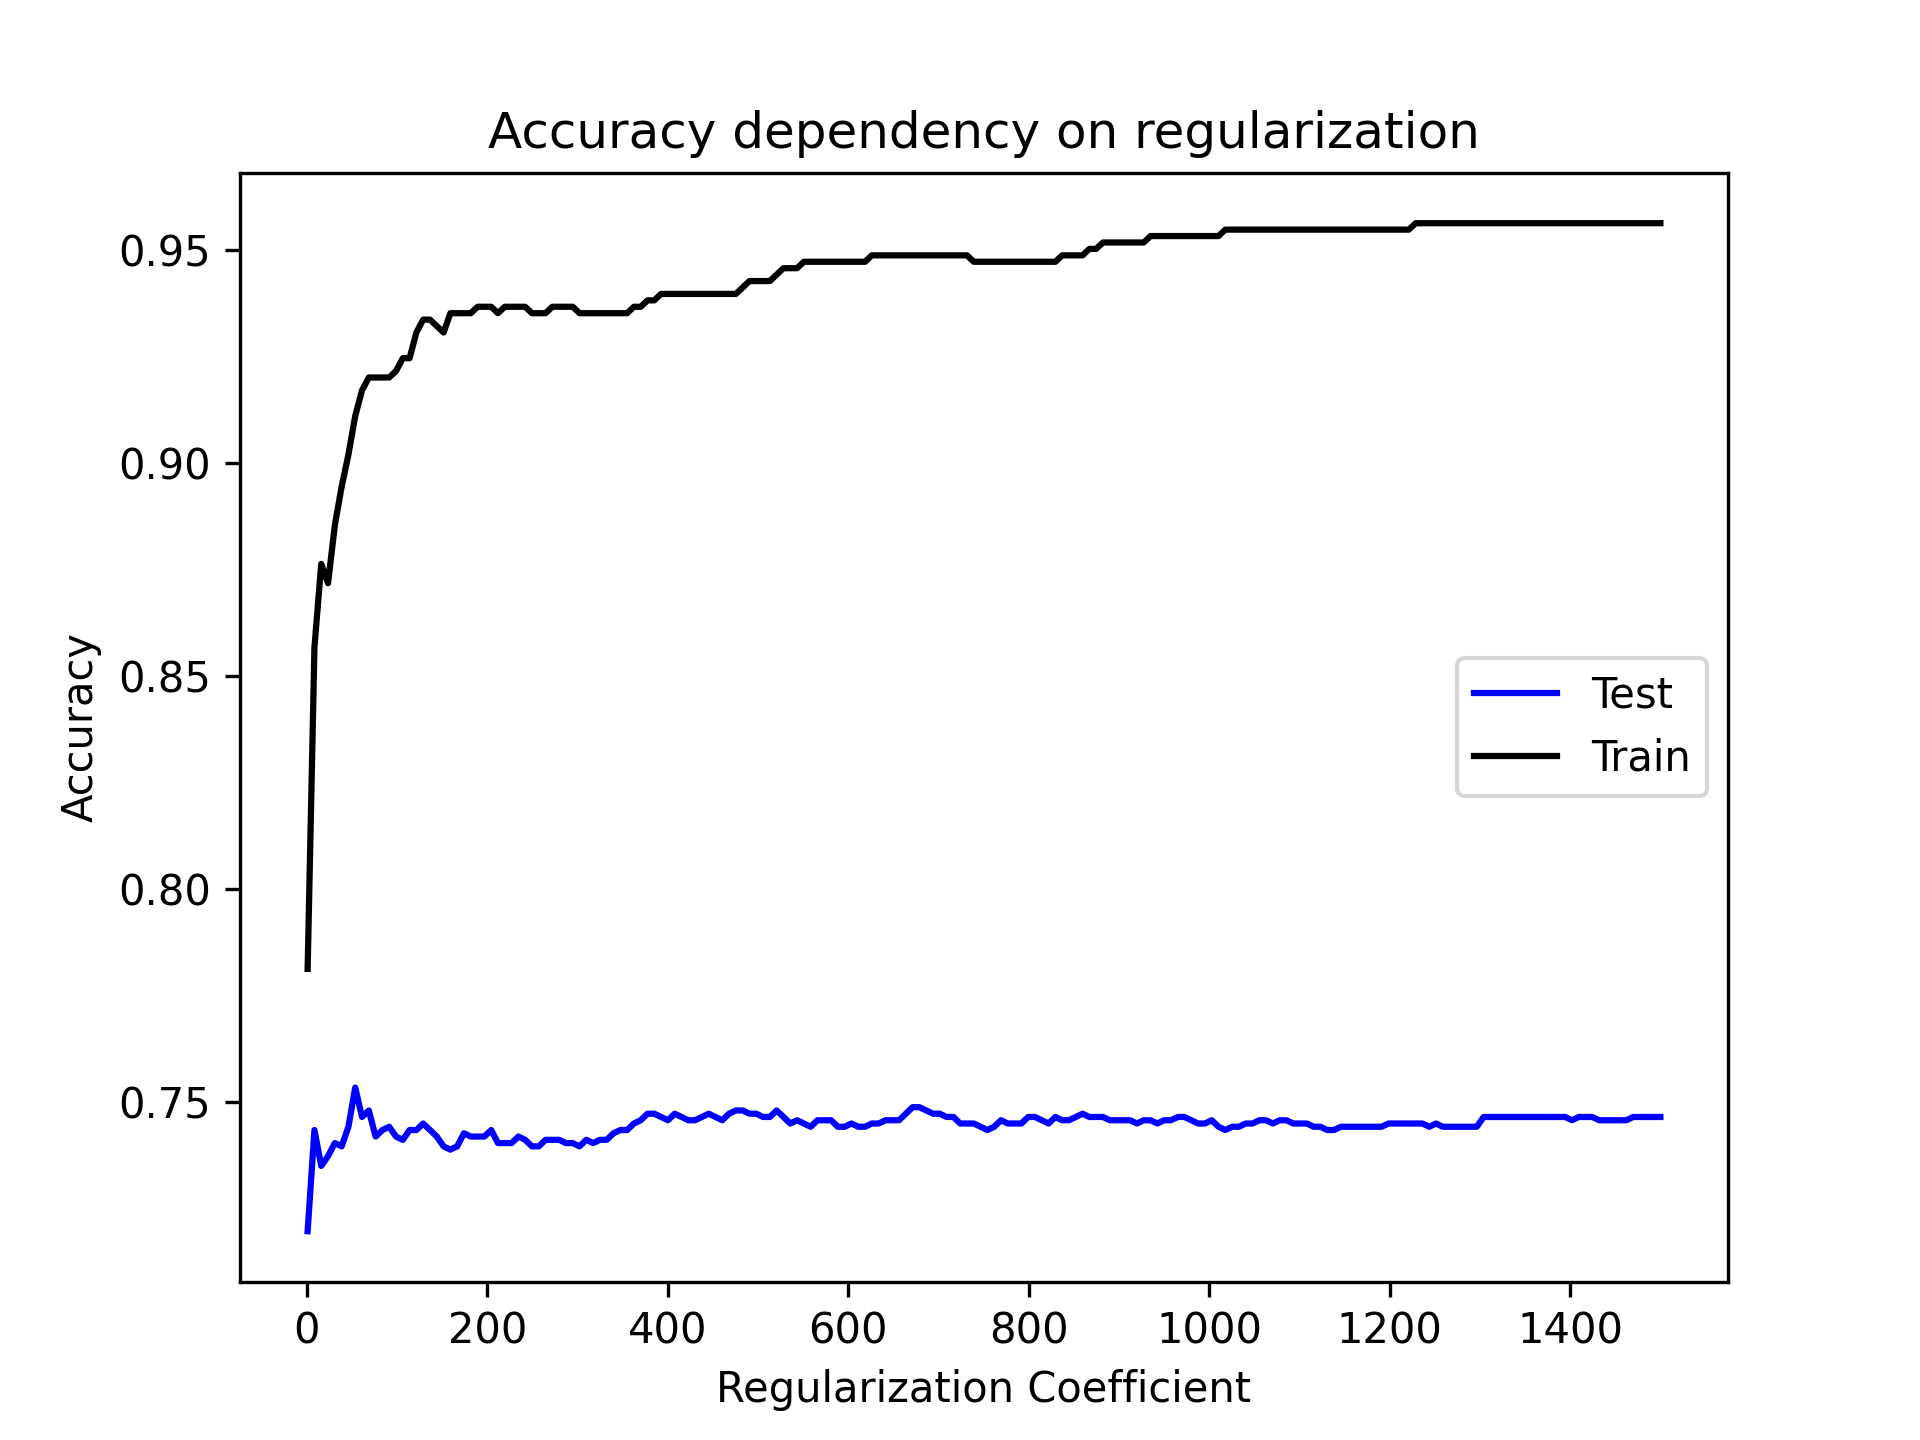 Accuracy dependency on regularization
Accuracy
0.95
0.90
0.85
0.80
0.75
Test
Train
0 200 400 600 800 1000 1200 1400
Regularization Coefficient